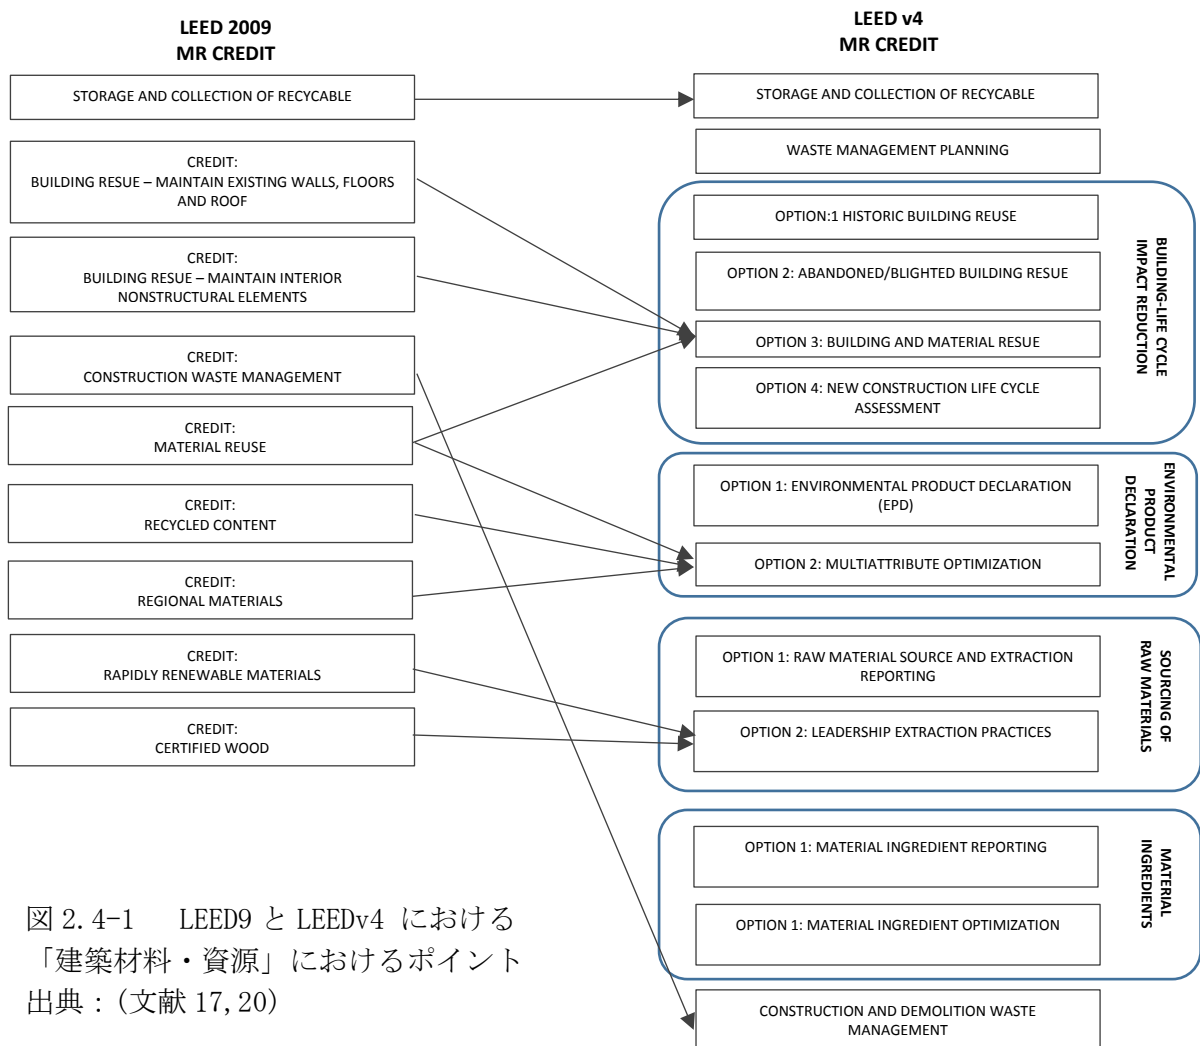 LEED 2009
MR CREDIT
STORAGE AND COLLECTION OF RECYCABLE
CREDIT:
BUILDING RESUE – MAINTAIN EXISTING WALLS, FLOORS
AND ROOF
CREDIT:
BUILDING RESUE – MAINTAIN INTERIOR
NONSTRUCTURAL ELEMENTS
CREDIT:
CONSTRUCTION WASTE MANAGEMENT
CREDIT:
MATERIAL REUSE
CREDIT:
RECYCLED CONTENT
CREDIT:
REGIONAL MATERIALS
CREDIT:
RAPIDLY RENEWABLE MATERIALS
CREDIT:
CERTIFIED WOOD
LEED v4
MR CREDIT
STORAGE AND COLLECTION OF RECYCABLE
WASTE MANAGEMENT PLANNING
OPTION:1 HISTORIC BUILDING REUSE
OPTION 2: ABANDONED/BLIGHTED BUILDING RESUE
OPTION 3: BUILDING AND MATERIAL RESUE
OPTION 4: NEW CONSTRUCTION LIFE CYCLE
ASSESSMENT
BUILDING-LIFE CYCLE
IMPACT REDUCTION
OPTION 1: ENVIRONMENTAL PRODUCT DECLARATION
(EPD)
OPTION 2: MULTIATTRIBUTE OPTIMIZATION
ENVIRONMENTAL
PRODUCT
DECLARATION
OPTION 1: RAW MATERIAL SOURCE AND EXTRACTION
REPORTING
OPTION 2: LEADERSHIP EXTRACTION PRACTICES
SOURCING OF
RAW MATERIALS
OPTION 1: MATERIAL INGREDIENT REPORTING
OPTION 1: MATERIAL INGREDIENT OPTIMIZATION
MATERIAL
INGREDIENTS
CONSTRUCTION AND DEMOLITION WASTE
MANAGEMENT
図 2.4-1 LEED9 と LEEDv4 における
「建築材料・資源」におけるポイント
出典：(文献 17,20)